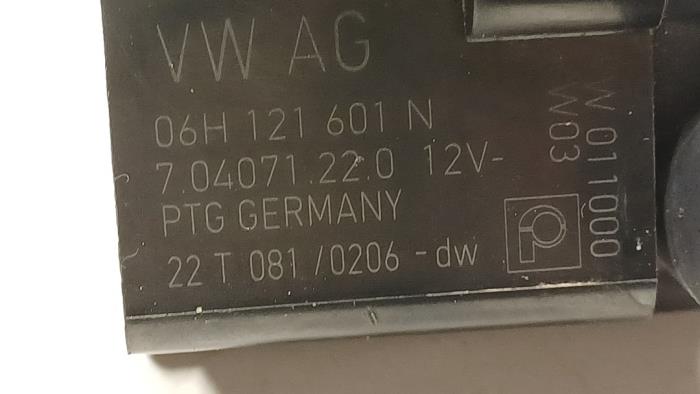 VW AG
06H 121 601 N
7.04071.22.0 12V-
PTG GERMANY
22 T 081 /0206 - dw
W 011000
W03